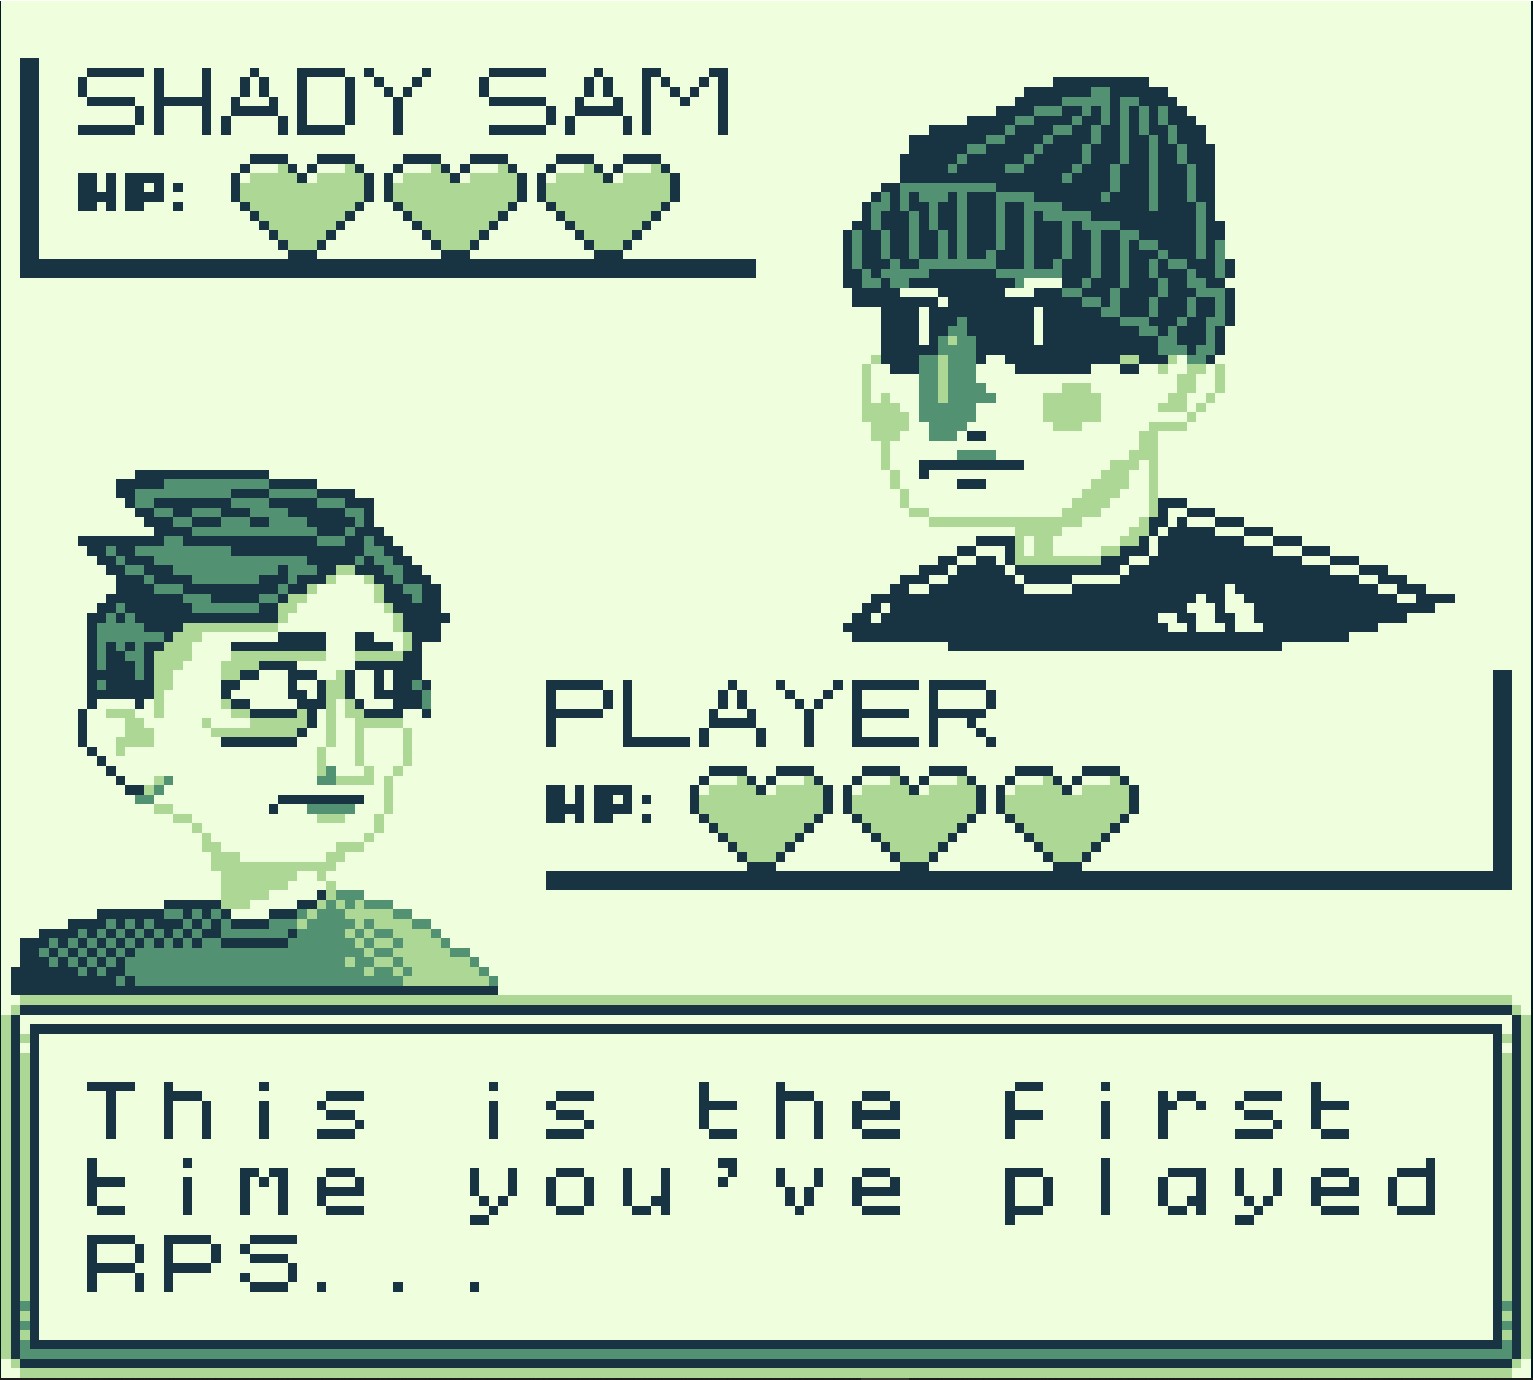 SHADY SAM
HP:
PLAYER
HP:
This is the first
time you've played
RPS...